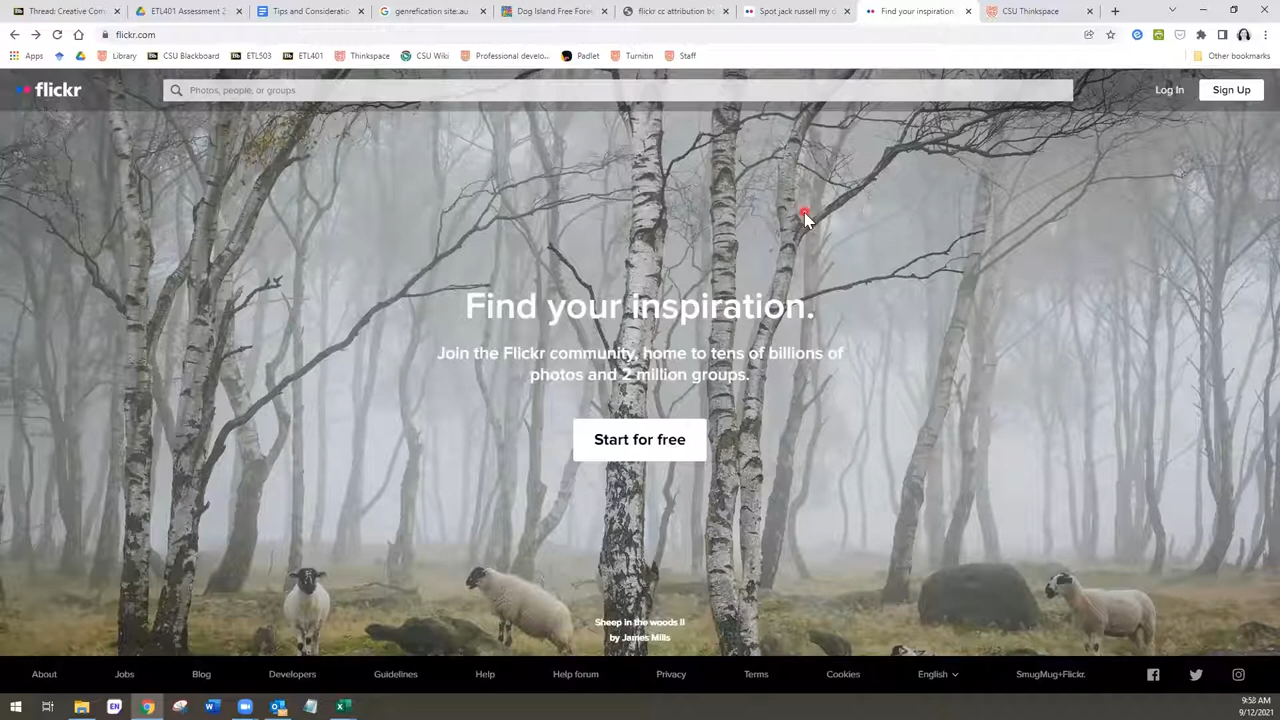 Thread: Creative Com
ETL401 Assessment 2
Tips and Consideratio
genrefication site:.au
Dog Island Free Fore
flickr cc attribution bo
Spot jack russell my d
Find your inspiration.
CSU Thinkspace
flickr.com
Apps
Library
CSU Blackboard
ETL503
ETL401
Thinkspace
CSU Wiki
Professional develo...
Padlet
Turnitin
Staff
Other bookmarks
flickr
Photos, people, or groups
Log In
Sign Up
Find your inspiration.
Join the Flickr community, home to tens of billions of
photos and 2 million groups.
Start for free
Sheep in the woods II
by James Mills
About
Jobs
Blog
Developers
Guidelines
Help
Help forum
Privacy
Terms
Cookies
English
SmugMug+Flickr.
EN
9:58 AM
9/12/2021